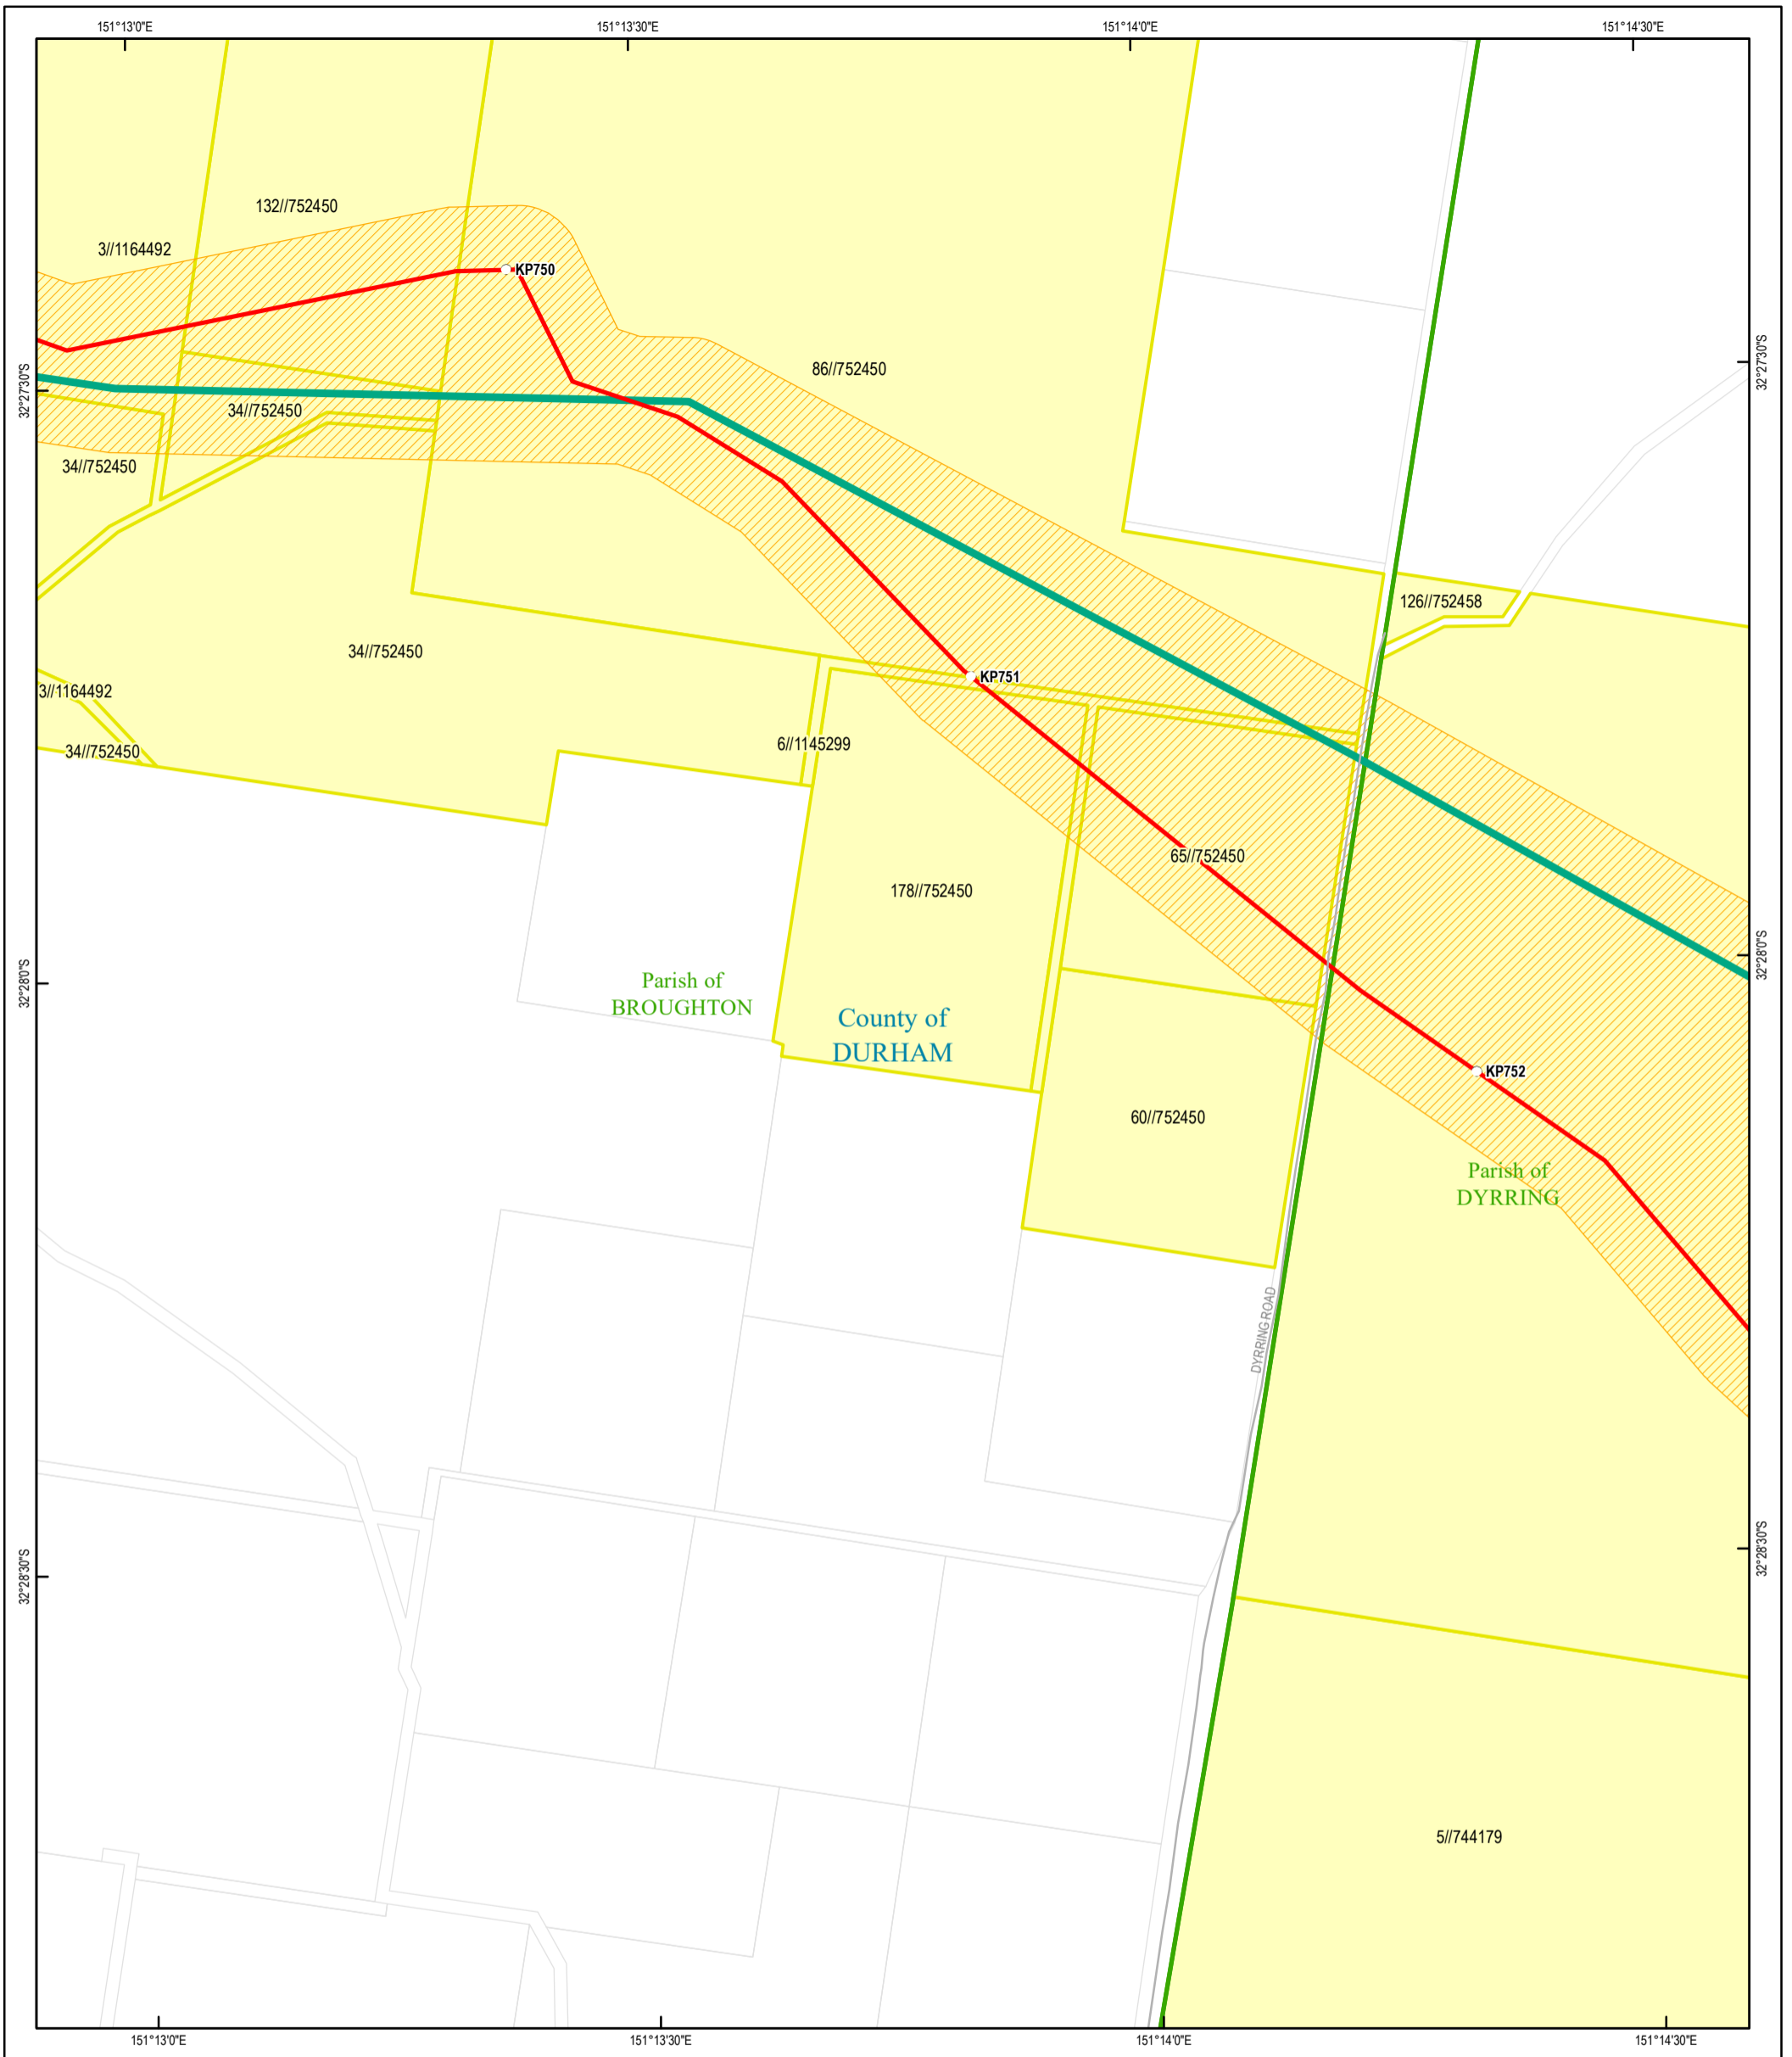 151°13'0"E
151°13'30"E
151°14'0"E
151°14'30"E
132//752450
3//1164492
KP750
32°27'30"S
32°27'30"S
86//752450
34//752450
34//752450
126//752458
34//752450
KP751
3//1164492
34//752450
6//1145299
65//752450
178//752450
32°28'0"S
32°28'0"S
Parish of
BROUGHTON
County of
DURHAM
KP752
60//752450
Parish of
DYRRING
DYRRING ROAD
32°28'30"S
32°28'30"S
5//744179
151°13'0"E
151°13'30"E
151°14'0"E
151°14'30"E